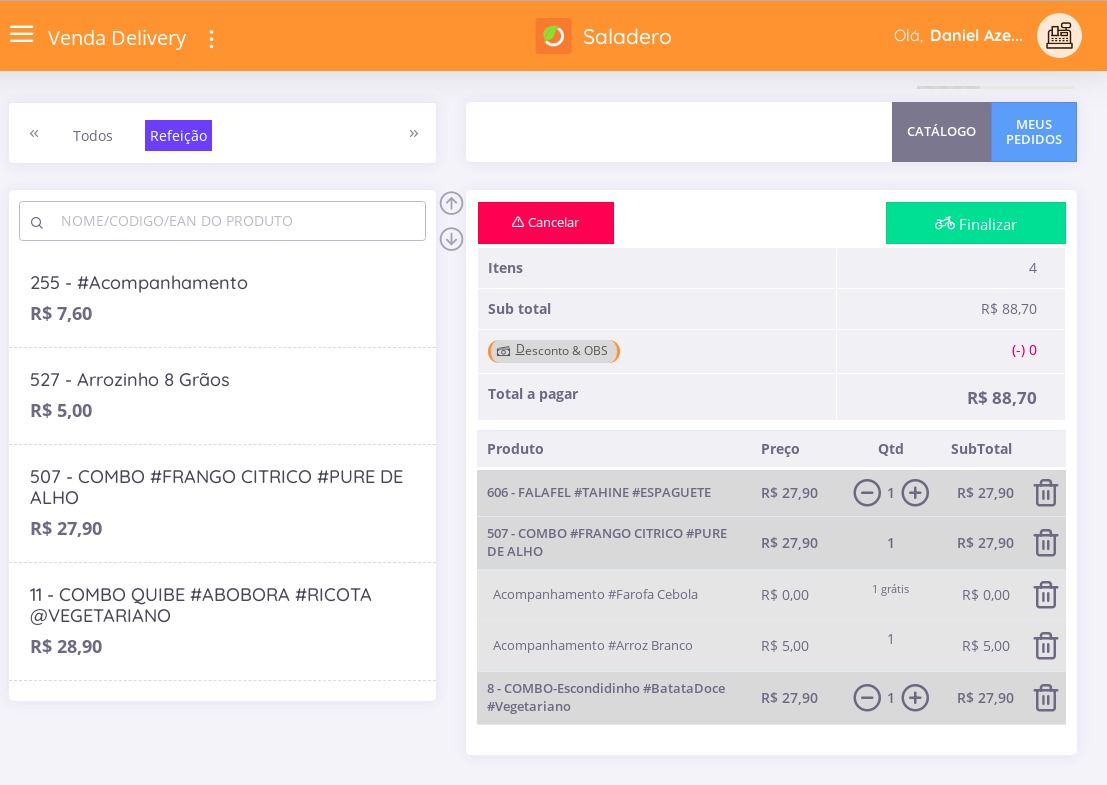 Venda Delivery
Saladero
Olá, Daniel Aze...
« Todos Refeição »
CATÁLOGO
MEUS
PEDIDOS
NOME/CODIGO/EAN DO PRODUTO
255 - #Acompanhamento
R$ 7,60
527 - Arrozinho 8 Grãos
R$ 5,00
507 - COMBO #FRANGO CITRICO #PURE DE
ALHO
R$ 27,90
11 - COMBO QUIBE #ABOBORA #RICOTA
@VEGETARIANO
R$ 28,90
Cancelar
Finalizar
Itens 4
Sub total R$ 88,70
Desconto & OBS (-) 0
Total a pagar R$ 88,70
Produto Preço Qtd SubTotal
606 - FALAFEL #TAHINE #ESPAGUETE R$ 27,90 1 R$ 27,90
507 - COMBO #FRANGO CITRICO #PURE
DE ALHO R$ 27,90 1 R$ 27,90
Acompanhamento #Farofa Cebola R$ 0,00 1 grátis R$ 0,00
Acompanhamento #Arroz Branco R$ 5,00 1 R$ 5,00
8 - COMBO-Escondidinho #BatataDoce
#Vegetariano R$ 27,90 1 R$ 27,90